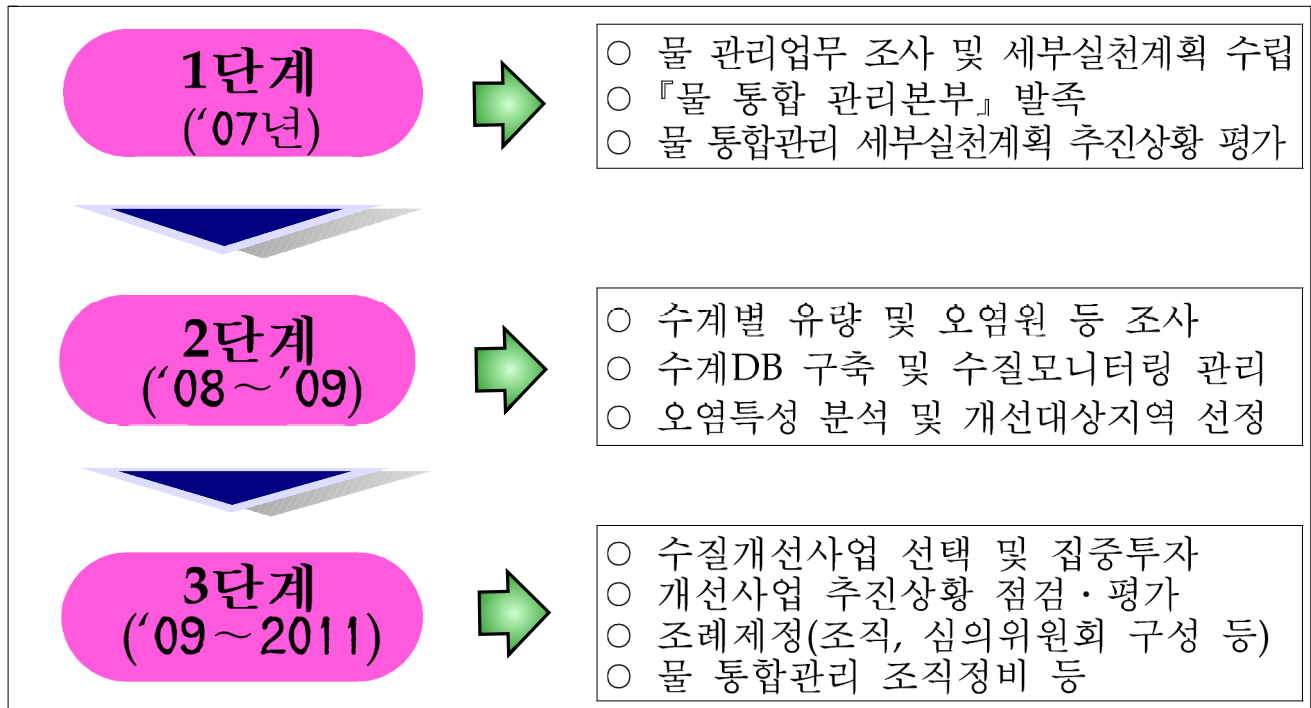 1단계
(‘07년)
○ 물 관리업무 조사 및 세부실천계획 수립
○『물 통합 관리본부』발족
○ 물 통합관리 세부실천계획 추진상황 평가
2단계
(‘08～’09)
○ 수계별 유량 및 오염원 등 조사
○ 수계DB 구축 및 수질모니터링 관리
○ 오염특성 분석 및 개선대상지역 선정
3단계
(‘09～2011)
○ 수질개선사업 선택 및 집중투자
○ 개선사업 추진상황 점검・평가
○ 조례제정(조직, 심의위원회 구성 등)
○ 물 통합관리 조직정비 등